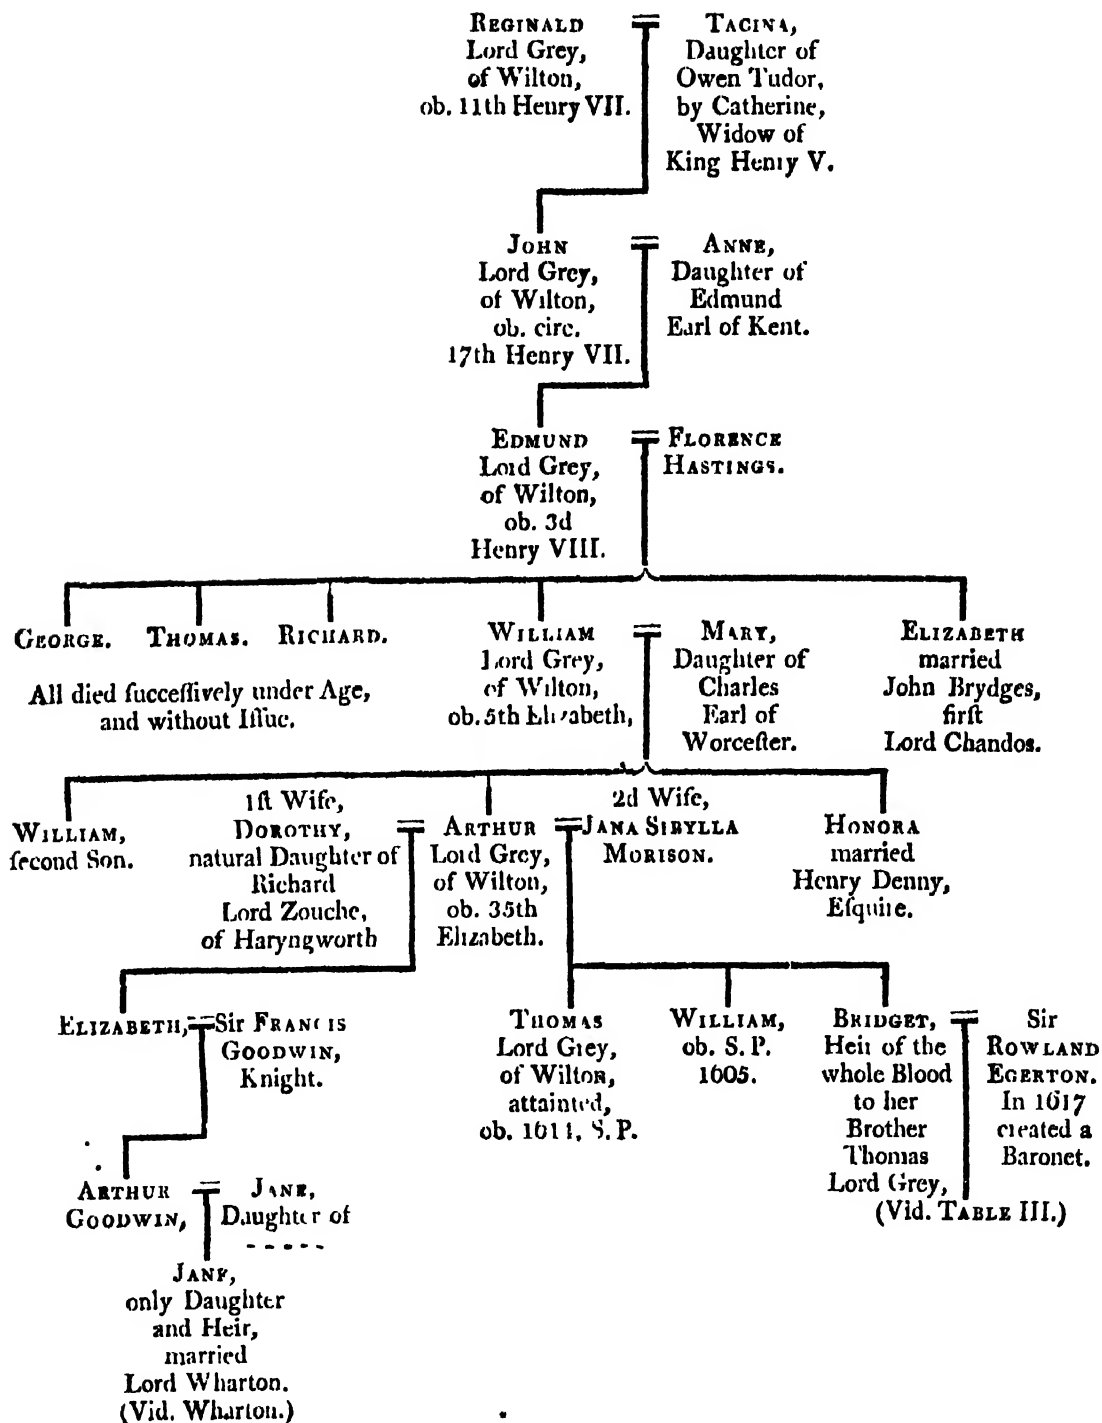 REGINALD
Lord Grey,
of Wilton,
ob. 11th Henry VII.
TACINA,
Daughter of
Owen Tudor,
by Catherine,
Widow of
King Henry V.
JOHN
Lord Grey,
of Wilton,
ob. circ.
17th Henry VII.
ANNE,
Daughter of
Edmund
Earl of Kent.
EDMUND
Lord Grey,
of Wilton,
ob. 3d
Henry VIII.
FLORENCE
HASTINGS.
GEORGE. THOMAS. RICHARD.
All died ſucceſſively under Age,
and without Iſſue.
WILLIAM
Lord Grey,
of Wilton,
ob. 5th Elizabeth,
MARY,
Daughter of
Charles
Earl of
Worceſter.
ELIZABETH
married
John Brydges,
firſt
Lord Chandos.
WILLIAM,
ſecond Son.
1ſt Wife,
DOROTHY,
natural Daughter of
Richard
Lord Zouche,
of Haryngworth
ARTHUR
Lord Grey,
of Wilton,
ob. 35th
Elizabeth.
2d Wife,
JANA SIBYLLA
MORISON.
HONORA
married
Henry Denny,
Eſquire.
ELIZABETH,
Sir FRANCIS
GOODWIN,
Knight.
THOMAS
Lord Grey,
of Wilton,
attainted,
ob. 1614, S. P.
WILLIAM,
ob. S. P.
1605.
BRIDGET,
Heir of the
whole Blood
to her
Brother
Thomas
Lord Grey,
Sir
ROWLAND
EGERTON.
In 1617
created a
Baronet.
(Vid. TABLE III.)
ARTHUR
GOODWIN,
JANE,
Daughter of
- - - - -
JANE,
only Daughter
and Heir,
married
Lord Wharton.
(Vid. Wharton.)